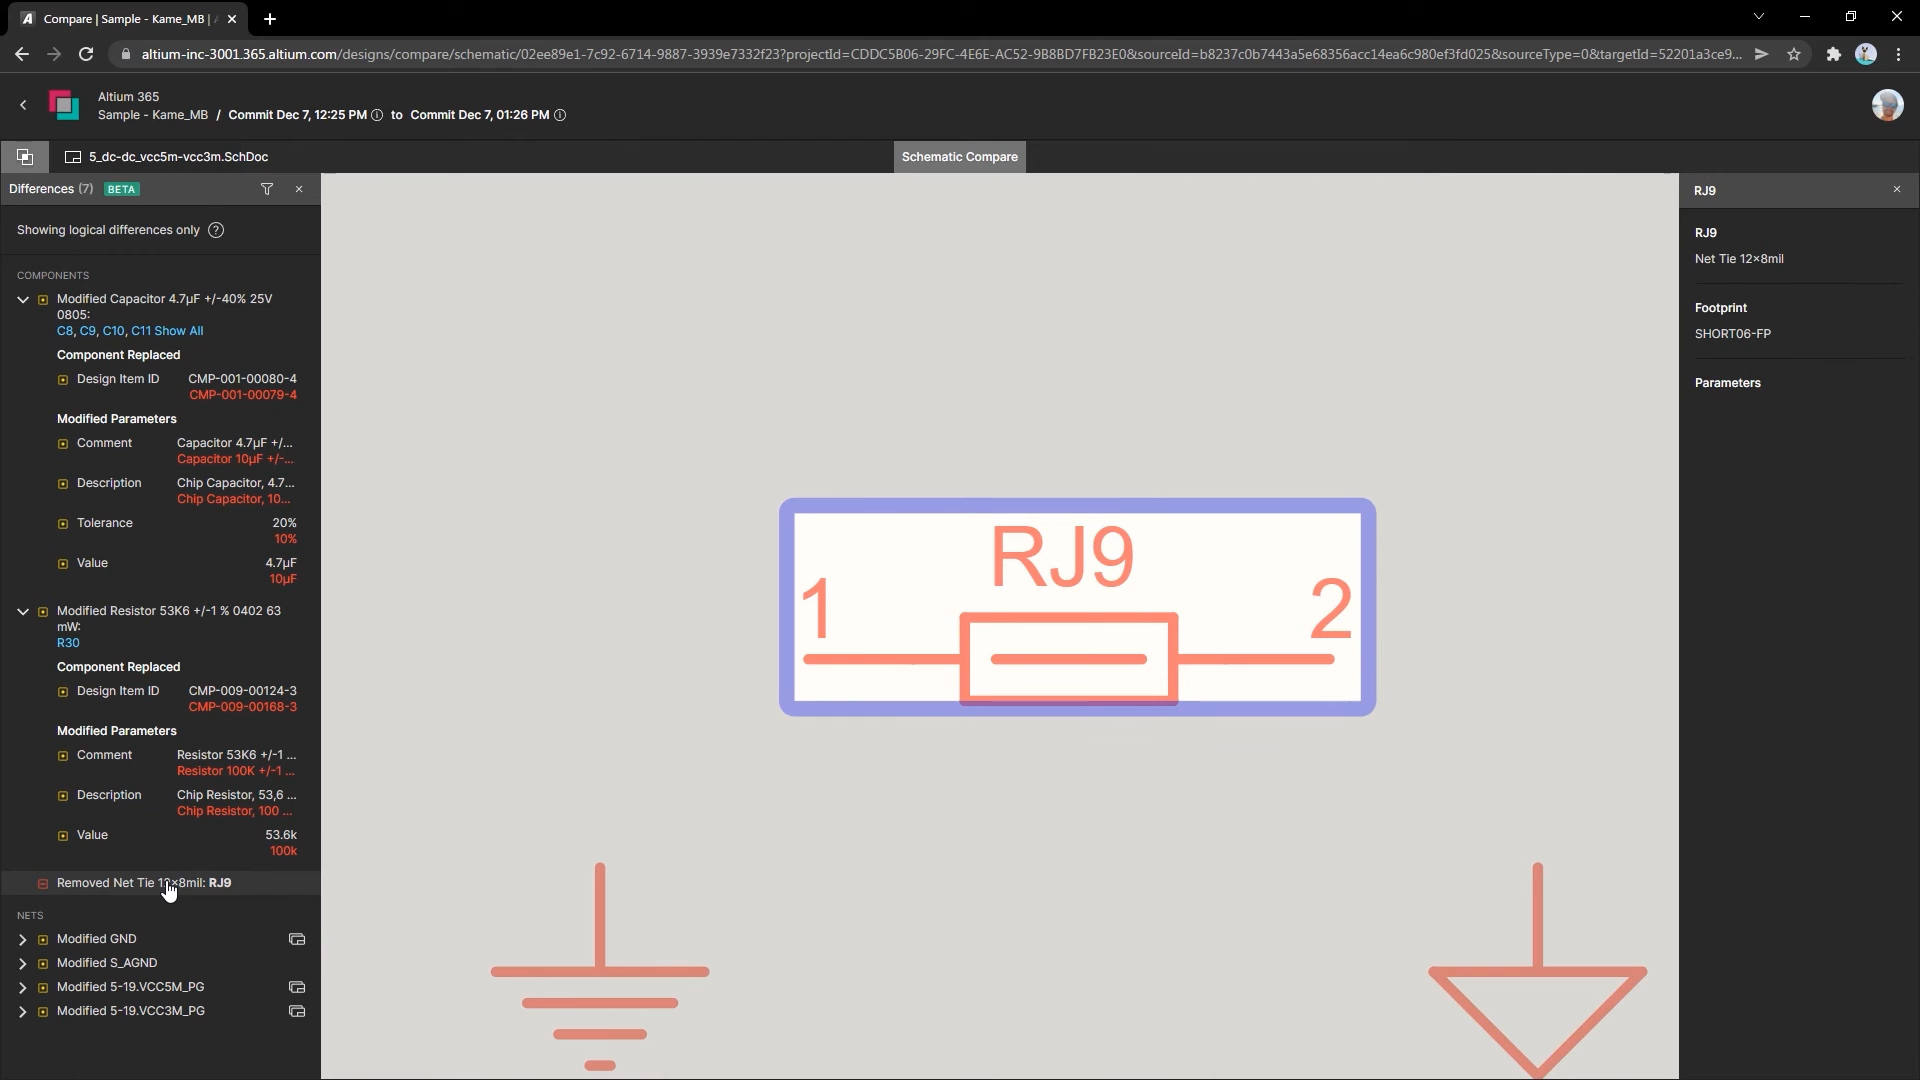 Compare | Sample - Kame_MB |
altium-inc-3001.365.altium.com/designs/compare/schematic/02ee89e1-7c92-6714-9887-3939e7332f23?projectId=CDDC5B06-29FC-4E6E-AC52-9B8BD7FB23E0&sourceId=b8237c0b7443a5e68356acc14ea6c980ef3fd025&sourceType=0&targetId=52201a3ce9...
Altium 365
Sample - Kame_MB / Commit Dec 7, 12:25 PM to Commit Dec 7, 01:26 PM
5_dc-dc_vcc5m-vcc3m.SchDoc
Schematic Compare
Differences (7) BETA
Showing logical differences only ?
COMPONENTS
Modified Capacitor 4.7µF +/-40% 25V
0805:
C8, C9, C10, C11 Show All
Component Replaced
Design Item ID CMP-001-00080-4
CMP-001-00079-4
Modified Parameters
Comment Capacitor 4.7µF +/...
Capacitor 10µF +/-...
Description Chip Capacitor, 4.7...
Chip Capacitor, 10...
Tolerance 20%
10%
Value 4.7µF
10µF
Modified Resistor 53K6 +/-1 % 0402 63
mW:
R30
Component Replaced
Design Item ID CMP-009-00124-3
CMP-009-00168-3
Modified Parameters
Comment Resistor 53K6 +/-1 ...
Resistor 100K +/-1 ...
Description Chip Resistor, 53,6 ...
Chip Resistor, 100 ...
Value 53.6k
100k
Removed Net Tie 12x8mil: RJ9
NETS
Modified GND
Modified S_AGND
Modified 5-19.VCC5M_PG
Modified 5-19.VCC3M_PG
RJ9
1
2
RJ9
RJ9
Net Tie 12x8mil
Footprint
SHORT06-FP
Parameters